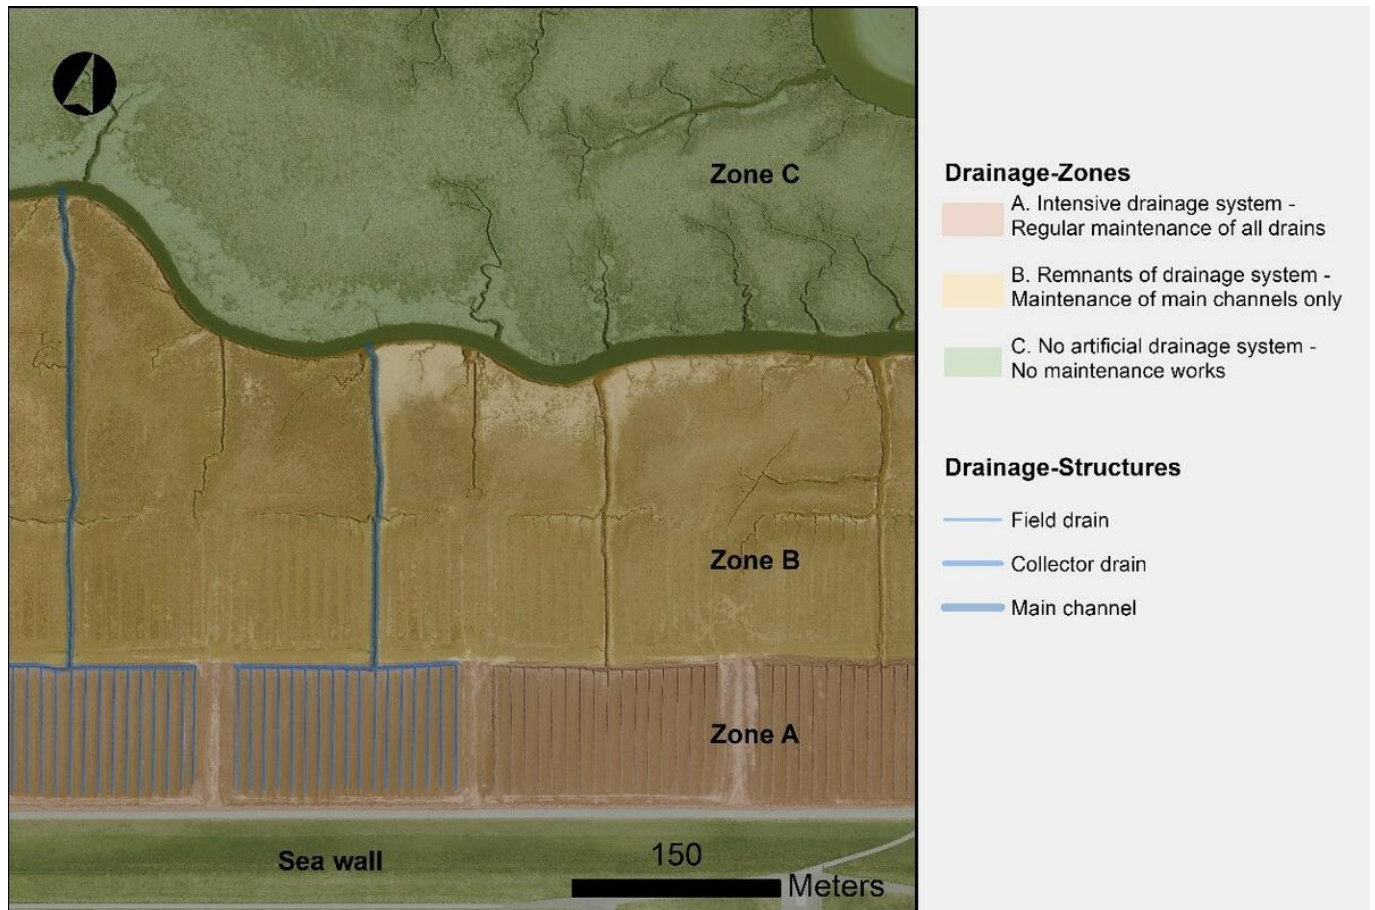 Zone C
Zone B
Zone A
Sea wall
150
Meters
Drainage-Zones
A. Intensive drainage system -
Regular maintenance of all drains
B. Remnants of drainage system -
Maintenance of main channels only
C. No artificial drainage system -
No maintenance works
Drainage-Structures
Field drain
Collector drain
Main channel